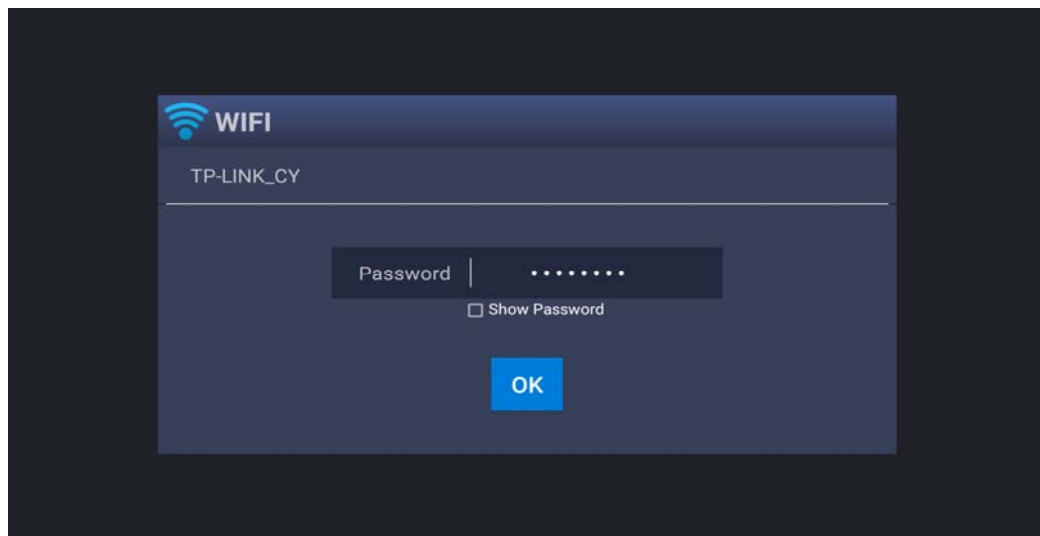 WIFI
TP-LINK_CY
Password ••••••••
Show Password
OK